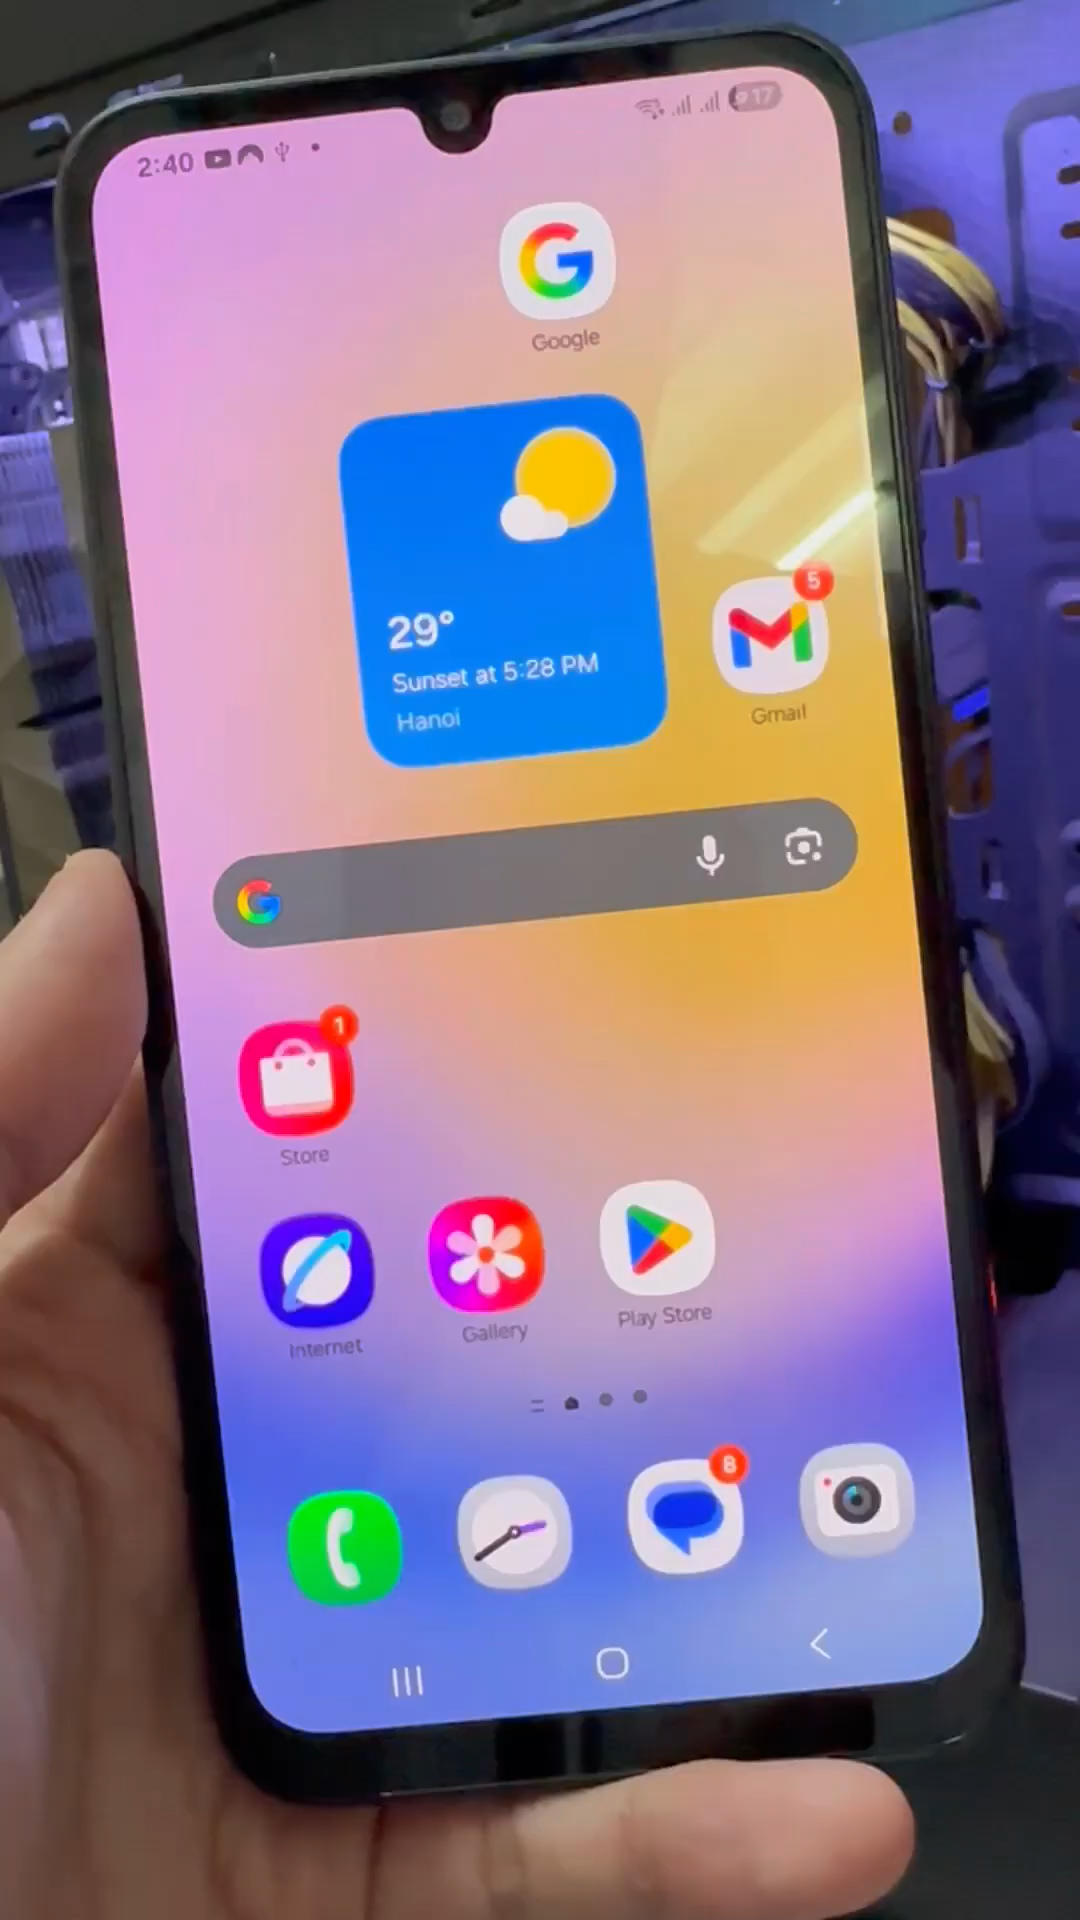 2:40
17
Google
29°
Sunset at 5:28 PM
Hanoi
5
Gmail
1
Store
Internet
Gallery
Play Store
8